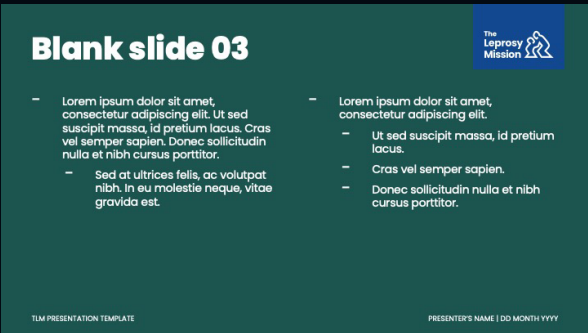 Blank slide 03
The
Leprosy
Mission
- Lorem ipsum dolor sit amet,
consectetur adipiscing elit. Ut sed
suscipit massa, id pretium lacus. Cras
vel semper sapien. Donec sollicitudin
nulla et nibh cursus porttitor.
- Sed at ultrices felis, ac volutpat
nibh. In eu molestie neque, vitae
gravida est.
- Lorem ipsum dolor sit amet,
consectetur adipiscing elit.
- Ut sed suscipit massa, id pretium
lacus.
- Cras vel semper sapien.
- Donec sollicitudin nulla et nibh
cursus porttitor.
TLM PRESENTATION TEMPLATE
PRESENTER'S NAME | DD MONTH YYYY